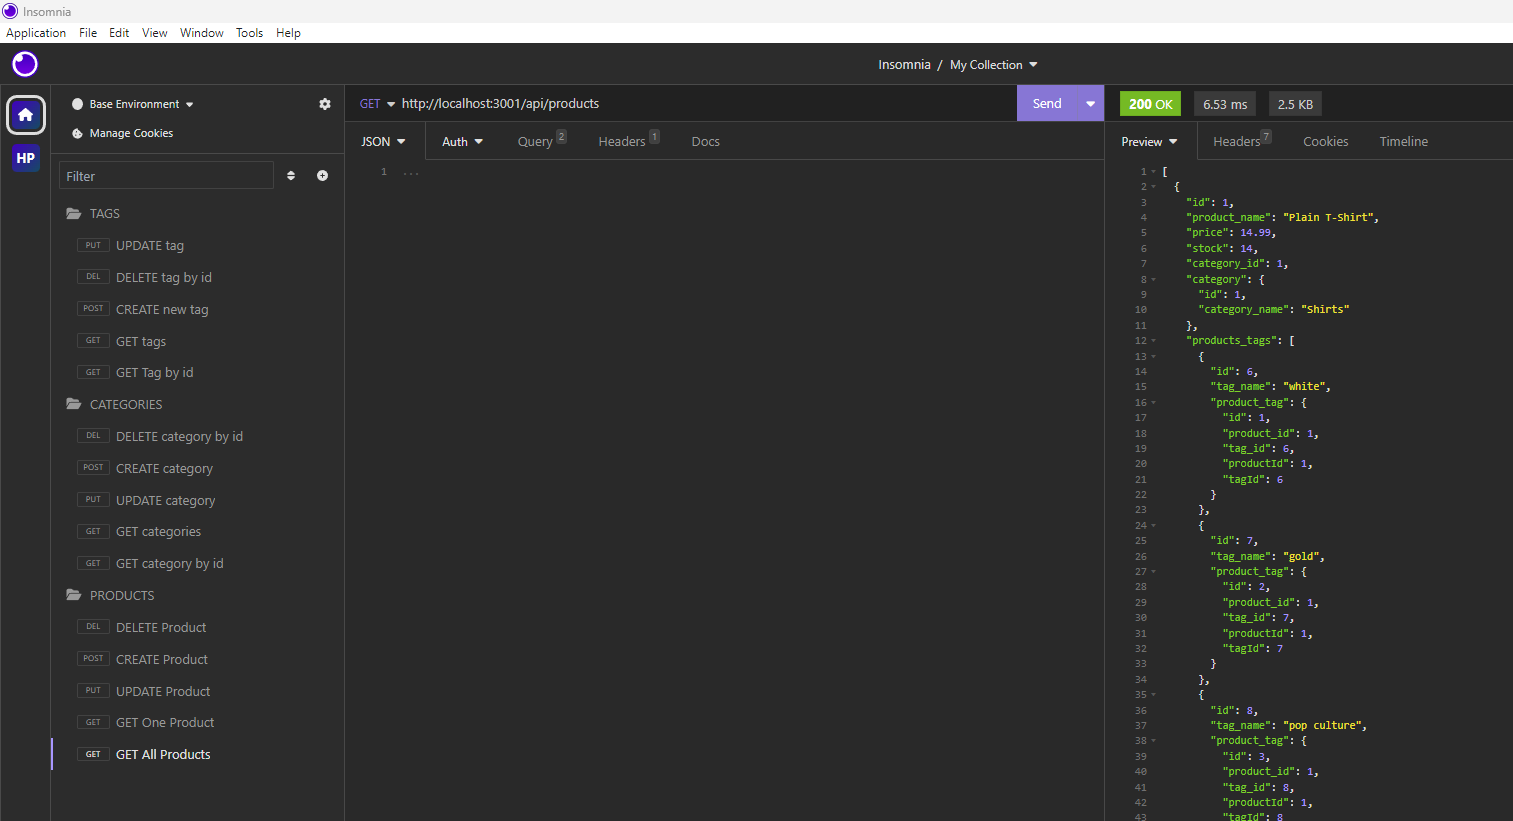 Insomnia
Application File Edit View Window Tools Help
Insomnia / My Collection
HP
Base Environment
Manage Cookies
Filter
TAGS
PUT UPDATE tag
DEL DELETE tag by id
POST CREATE new tag
GET GET tags
GET GET Tag by id
CATEGORIES
DEL DELETE category by id
POST CREATE category
PUT UPDATE category
GET GET categories
GET GET category by id
PRODUCTS
DEL DELETE Product
POST CREATE Product
PUT UPDATE Product
GET GET One Product
GET GET All Products
GET http://localhost:3001/api/products Send
JSON Auth Query 2 Headers 1 Docs
1 ...
200 OK 6.53 ms 2.5 KB
Preview Headers 7 Cookies Timeline
1 [
2 {
3 "id": 1,
4 "product_name": "Plain T-Shirt",
5 "price": 14.99,
6 "stock": 14,
7 "category_id": 1,
8 "category": {
9 "id": 1,
10 "category_name": "Shirts"
11 },
12 "products_tags": [
13 {
14 "id": 6,
15 "tag_name": "white",
16 "product_tag": {
17 "id": 1,
18 "product_id": 1,
19 "tag_id": 6,
20 "productId": 1,
21 "tagId": 6
22 }
23 },
24 {
25 "id": 7,
26 "tag_name": "gold",
27 "product_tag": {
28 "id": 2,
29 "product_id": 1,
30 "tag_id": 7,
31 "productId": 1,
32 "tagId": 7
33 }
34 },
35 {
36 "id": 8,
37 "tag_name": "pop culture",
38 "product_tag": {
39 "id": 3,
40 "product_id": 1,
41 "tag_id": 8,
42 "productId": 1,
43 "tagId": 8